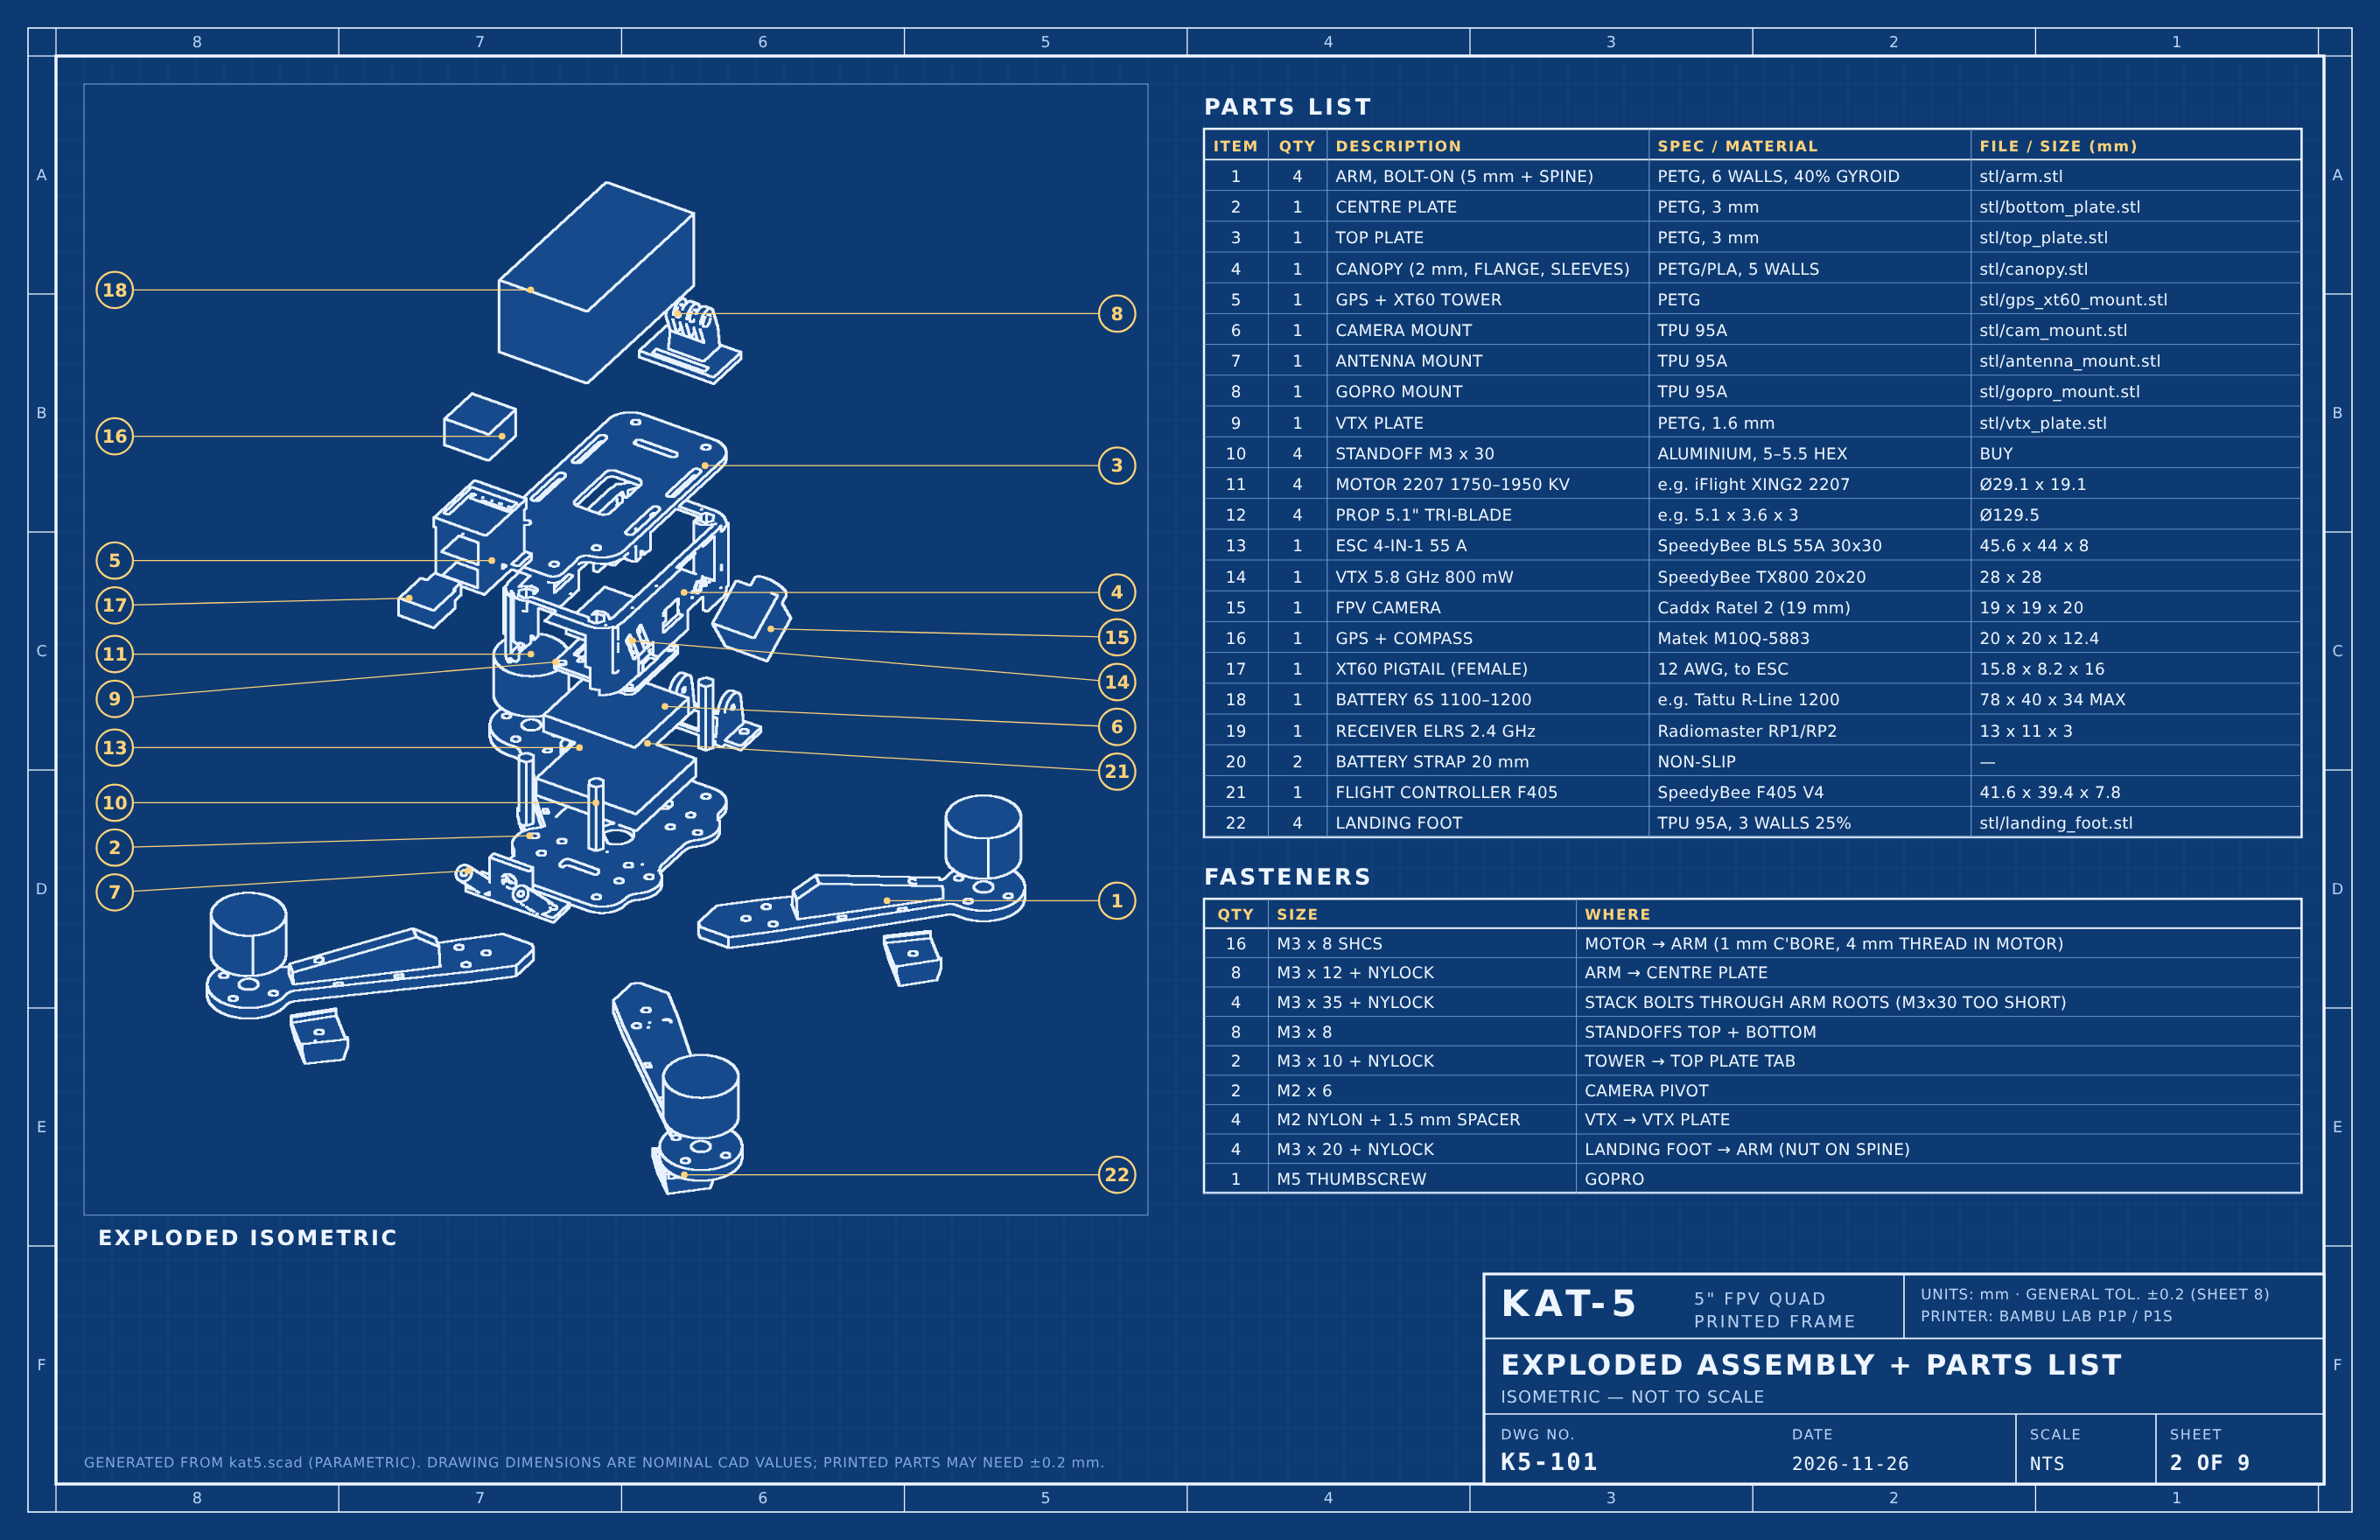 8 7 6 5 4 3 2 1
A A
B B
C C
D D
E E
F F
18
8
16
3
5
17
4
11
15
9
14
13
6
10
21
2
7
1
22
EXPLODED ISOMETRIC
PARTS LIST
ITEM QTY DESCRIPTION SPEC / MATERIAL FILE / SIZE (mm)
1 4 ARM, BOLT-ON (5 mm + SPINE) PETG, 6 WALLS, 40% GYROID stl/arm.stl
2 1 CENTRE PLATE PETG, 3 mm stl/bottom_plate.stl
3 1 TOP PLATE PETG, 3 mm stl/top_plate.stl
4 1 CANOPY (2 mm, FLANGE, SLEEVES) PETG/PLA, 5 WALLS stl/canopy.stl
5 1 GPS + XT60 TOWER PETG stl/gps_xt60_mount.stl
6 1 CAMERA MOUNT TPU 95A stl/cam_mount.stl
7 1 ANTENNA MOUNT TPU 95A stl/antenna_mount.stl
8 1 GOPRO MOUNT TPU 95A stl/gopro_mount.stl
9 1 VTX PLATE PETG, 1.6 mm stl/vtx_plate.stl
10 4 STANDOFF M3 x 30 ALUMINIUM, 5–5.5 HEX BUY
11 4 MOTOR 2207 1750–1950 KV e.g. iFlight XING2 2207 Ø29.1 x 19.1
12 4 PROP 5.1" TRI-BLADE e.g. 5.1 x 3.6 x 3 Ø129.5
13 1 ESC 4-IN-1 55 A SpeedyBee BLS 55A 30x30 45.6 x 44 x 8
14 1 VTX 5.8 GHz 800 mW SpeedyBee TX800 20x20 28 x 28
15 1 FPV CAMERA Caddx Ratel 2 (19 mm) 19 x 19 x 20
16 1 GPS + COMPASS Matek M10Q-5883 20 x 20 x 12.4
17 1 XT60 PIGTAIL (FEMALE) 12 AWG, to ESC 15.8 x 8.2 x 16
18 1 BATTERY 6S 1100–1200 e.g. Tattu R-Line 1200 78 x 40 x 34 MAX
19 1 RECEIVER ELRS 2.4 GHz Radiomaster RP1/RP2 13 x 11 x 3
20 2 BATTERY STRAP 20 mm NON-SLIP —
21 1 FLIGHT CONTROLLER F405 SpeedyBee F405 V4 41.6 x 39.4 x 7.8
22 4 LANDING FOOT TPU 95A, 3 WALLS 25% stl/landing_foot.stl
FASTENERS
QTY SIZE WHERE
16 M3 x 8 SHCS MOTOR → ARM (1 mm C'BORE, 4 mm THREAD IN MOTOR)
8 M3 x 12 + NYLOCK ARM → CENTRE PLATE
4 M3 x 35 + NYLOCK STACK BOLTS THROUGH ARM ROOTS (M3x30 TOO SHORT)
8 M3 x 8 STANDOFFS TOP + BOTTOM
2 M3 x 10 + NYLOCK TOWER → TOP PLATE TAB
2 M2 x 6 CAMERA PIVOT
4 M2 NYLON + 1.5 mm SPACER VTX → VTX PLATE
4 M3 x 20 + NYLOCK LANDING FOOT → ARM (NUT ON SPINE)
1 M5 THUMBSCREW GOPRO
KAT-5
5" FPV QUAD
PRINTED FRAME
UNITS: mm · GENERAL TOL. ±0.2 (SHEET 8)
PRINTER: BAMBU LAB P1P / P1S
EXPLODED ASSEMBLY + PARTS LIST
ISOMETRIC — NOT TO SCALE
DWG NO. DATE SCALE SHEET
K5-101 2026-11-26 NTS 2 OF 9
GENERATED FROM kat5.scad (PARAMETRIC). DRAWING DIMENSIONS ARE NOMINAL CAD VALUES; PRINTED PARTS MAY NEED ±0.2 mm.
8 7 6 5 4 3 2 1